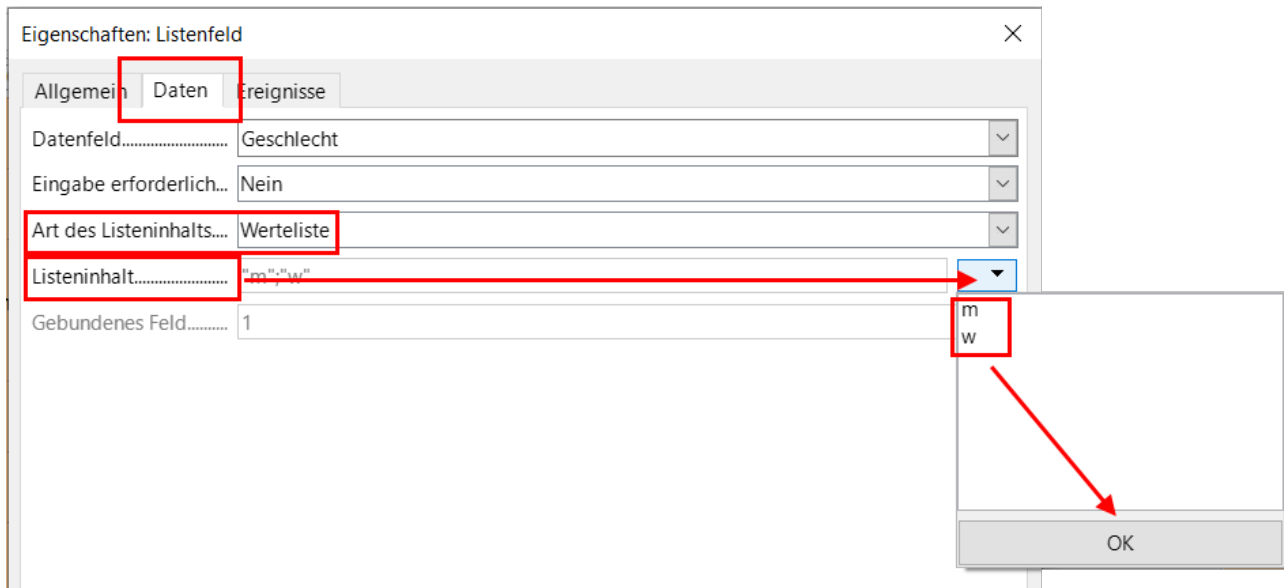 Eigenschaften: Listenfeld
Allgemein Daten Ereignisse
Datenfeld.......................... Geschlecht
Eingabe erforderlich... Nein
Art des Listeninhalts.... Werteliste
Listeninhalt....................... "m";"w"
Gebundenes Feld.......... 1
m
w
OK